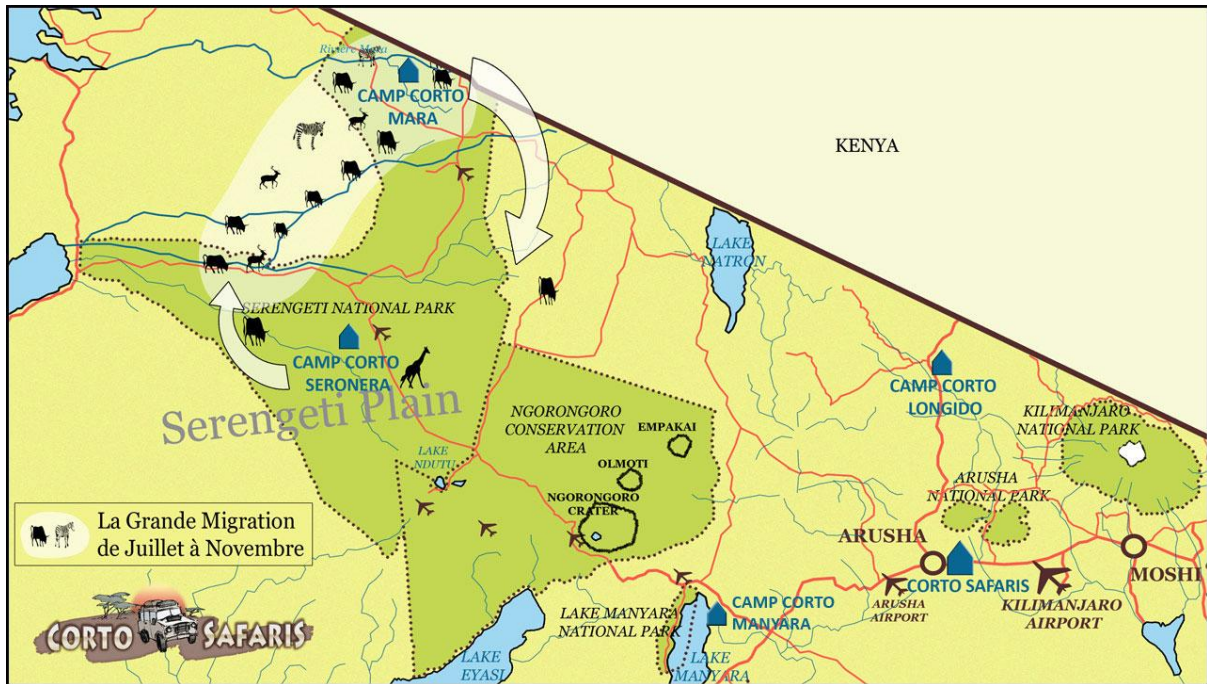 Rivière Mara
CAMP CORTO
MARA
KENYA
LAKE
NATRON
SERENGETI NATIONAL PARK
CAMP CORTO
SERONERA
Serengeti Plain
CAMP CORTO
LONGIDO
NGORONGORO
CONSERVATION
AREA
EMPAKAI
OLMOTI
NGORONGORO
CRATER
KILIMANJARO
NATIONAL PARK
LAKE
NDUTU
ARUSHA
NATIONAL PARK
La Grande Migration
de Juillet à Novembre
ARUSHA
CORTO SAFARIS
MOSHI
ARUSHA
AIRPORT
KILIMANJARO
AIRPORT
LAKE MANYARA
NATIONAL PARK
CAMP CORTO
MANYARA
CORTO SAFARIS
LAKE
EYASI
LAKE
MANYARA